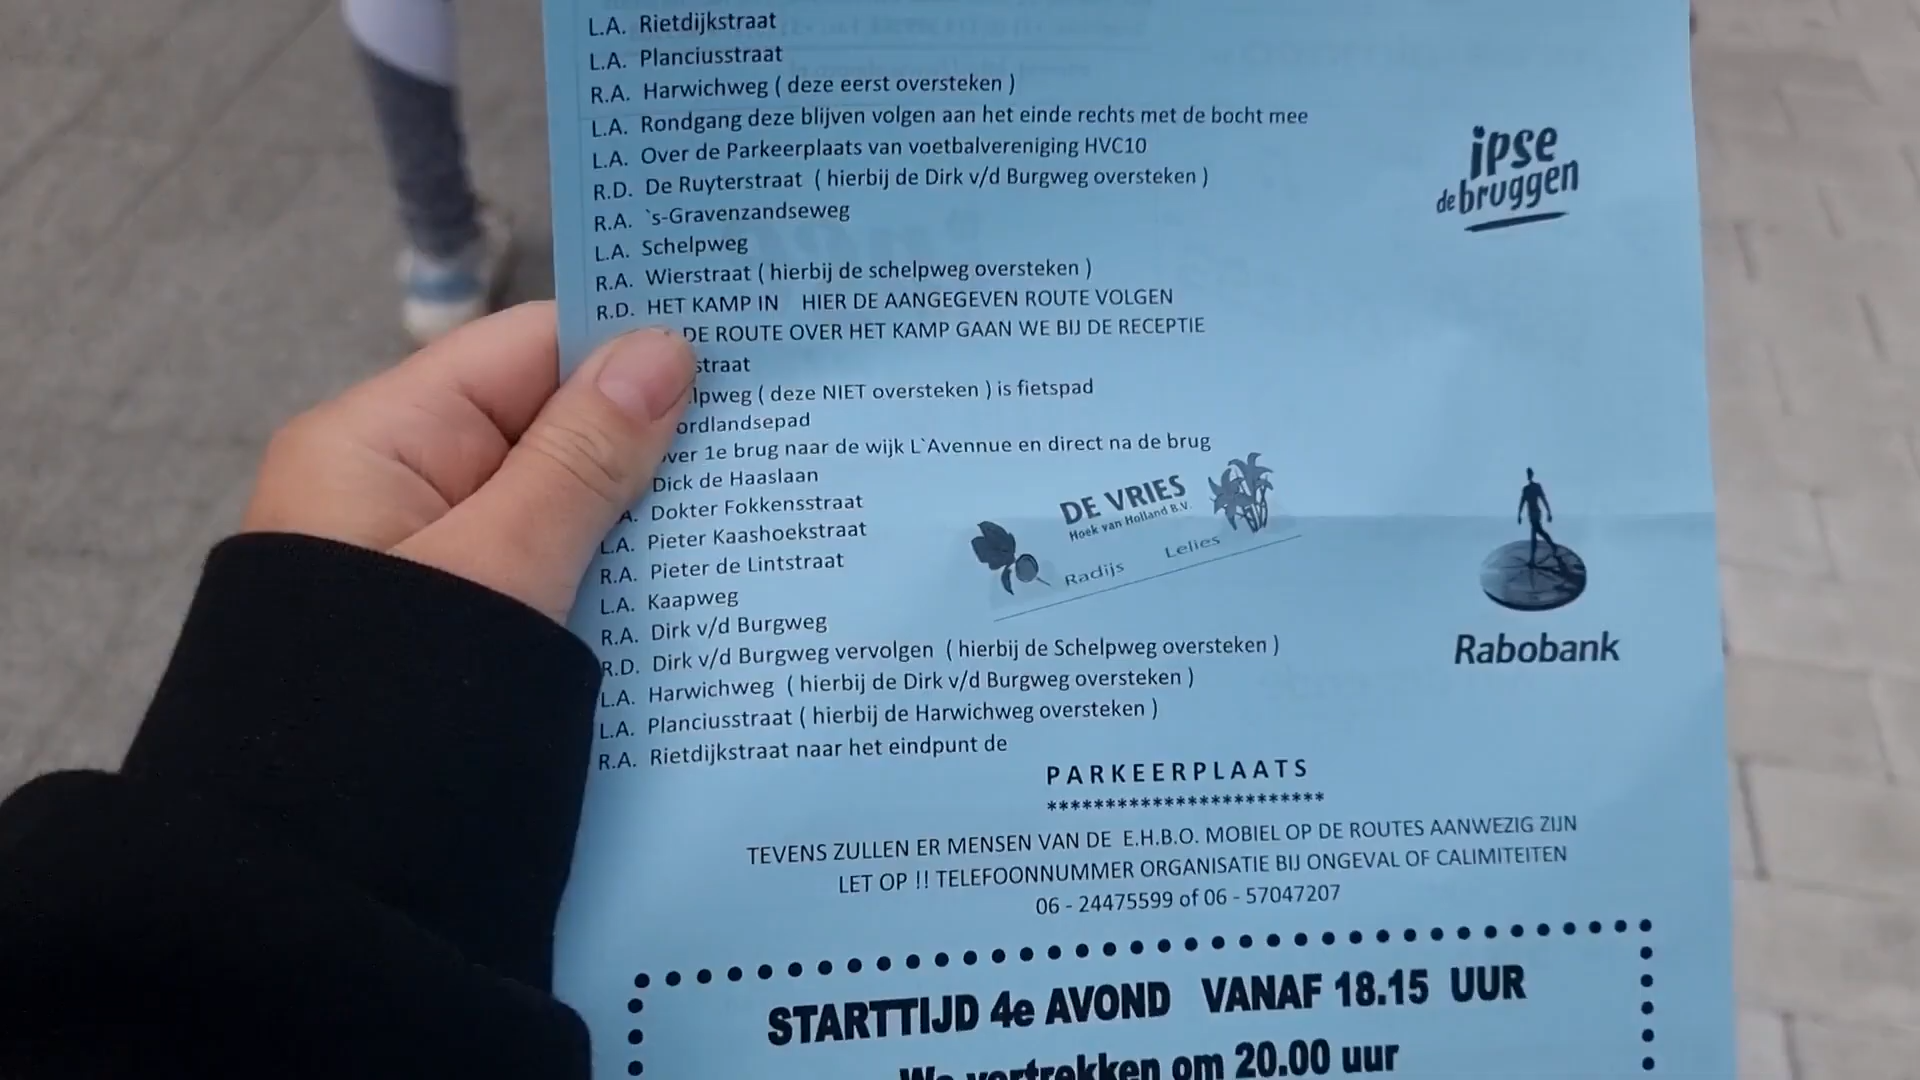 L.A. Rietdijkstraat
L.A. Planciusstraat
R.A. Harwichweg ( deze eerst oversteken )
L.A. Rondgang deze blijven volgen aan het einde rechts met de bocht mee
L.A. Over de Parkeerplaats van voetbalvereniging HVC10
R.D. De Ruyterstraat ( hierbij de Dirk v/d Burgweg oversteken )
R.A. `s-Gravenzandseweg
L.A. Schelpweg
R.A. Wierstraat ( hierbij de schelpweg oversteken )
R.D. HET KAMP IN HIER DE AANGEGEVEN ROUTE VOLGEN
DE ROUTE OVER HET KAMP GAAN WE BIJ DE RECEPTIE
straat
lpweg ( deze NIET oversteken ) is fietspad
ordlandsepad
ver 1e brug naar de wijk L`Avennue en direct na de brug
Dick de Haaslaan
A. Dokter Fokkensstraat
L.A. Pieter Kaashoekstraat
R.A. Pieter de Lintstraat
L.A. Kaapweg
R.A. Dirk v/d Burgweg
R.D. Dirk v/d Burgweg vervolgen ( hierbij de Schelpweg oversteken )
L.A. Harwichweg ( hierbij de Dirk v/d Burgweg oversteken )
L.A. Planciusstraat ( hierbij de Harwichweg oversteken )
R.A. Rietdijkstraat naar het eindpunt de
PARKEERPLAATS
************************
TEVENS ZULLEN ER MENSEN VAN DE E.H.B.O. MOBIEL OP DE ROUTES AANWEZIG ZIJN
LET OP !! TELEFOONNUMMER ORGANISATIE BIJ ONGEVAL OF CALIMITEITEN
06 - 24475599 of 06 - 57047207
STARTTIJD 4e AVOND VANAF 18.15 UUR
We vertrekken om 20.00 uur
ipse
de bruggen
DE VRIES
Hoek van Holland B.V.
Radijs Lelies
Rabobank